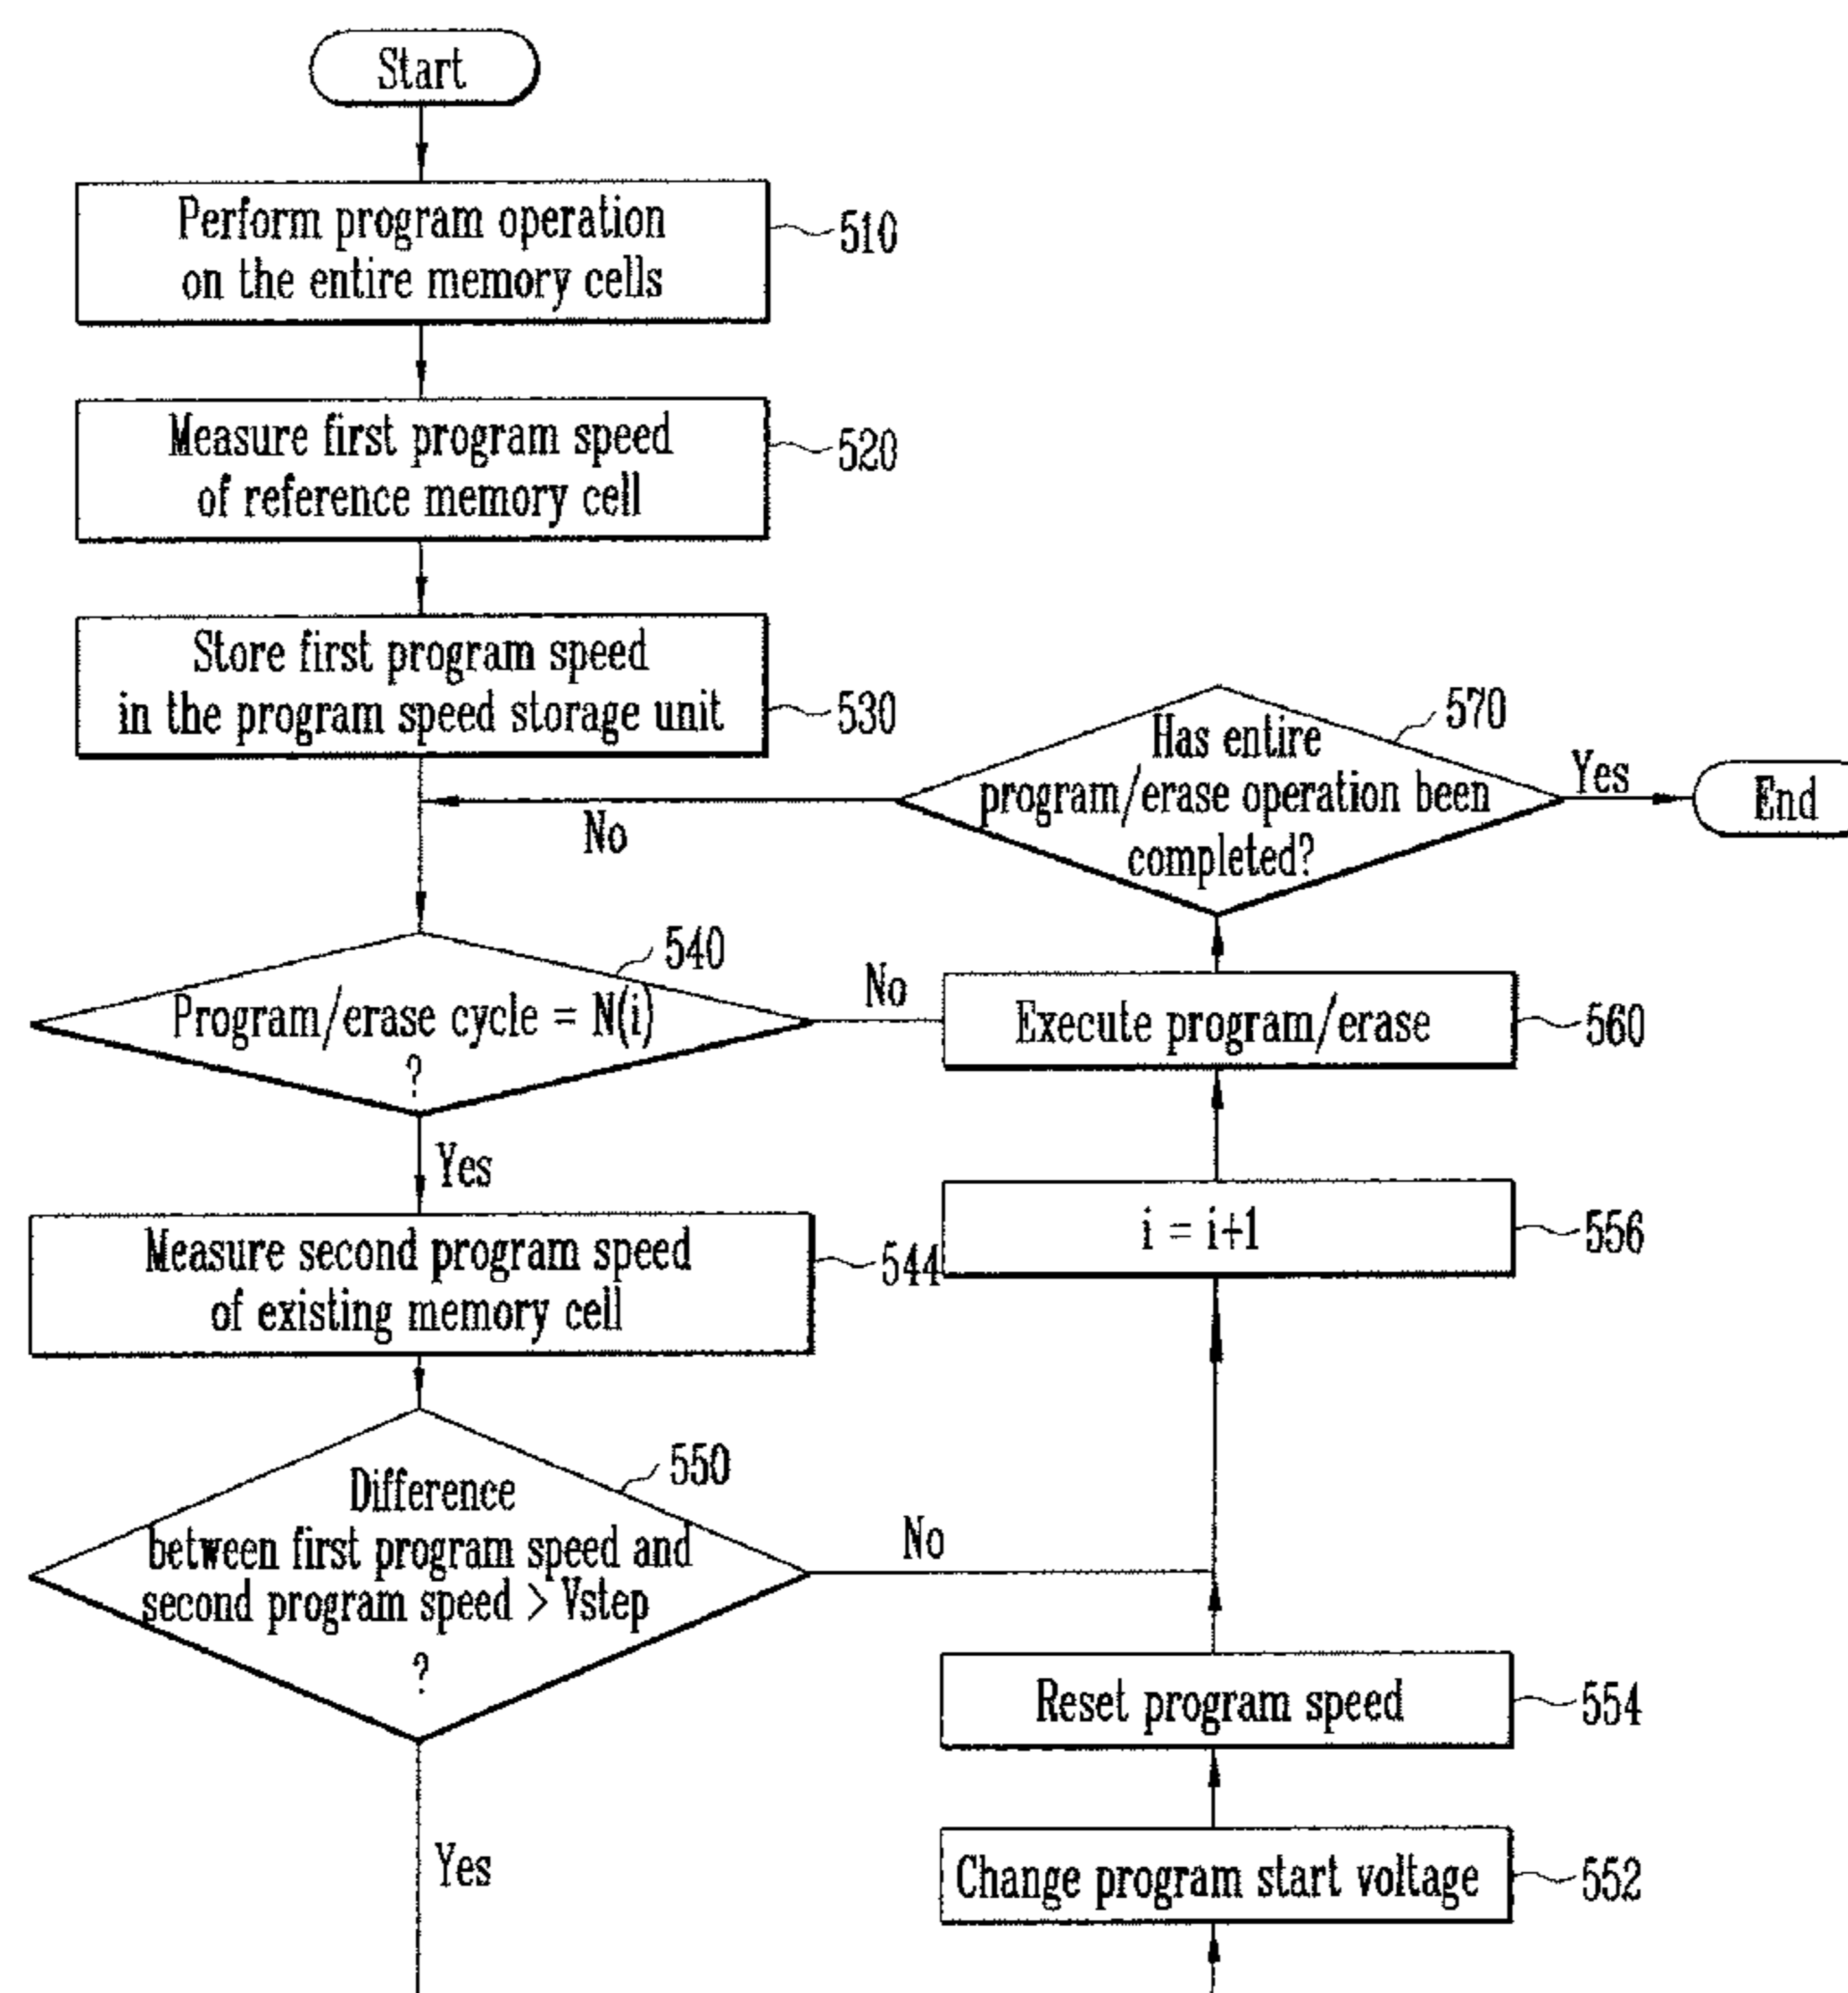 Start
Perform program operation
on the entire memory cells
510
Measure first program speed
of reference memory cell
520
Store first program speed
in the program speed storage unit
530
Has entire
program/erase operation been
completed?
570
Yes
End
No
Program/erase cycle = N(i)
?
540
No
Execute program/erase
560
Yes
Measure second program speed
of existing memory cell
544
i = i+1
556
Difference
between first program speed and
second program speed > Vstep
?
550
No
Reset program speed
554
Yes
Change program start voltage
552